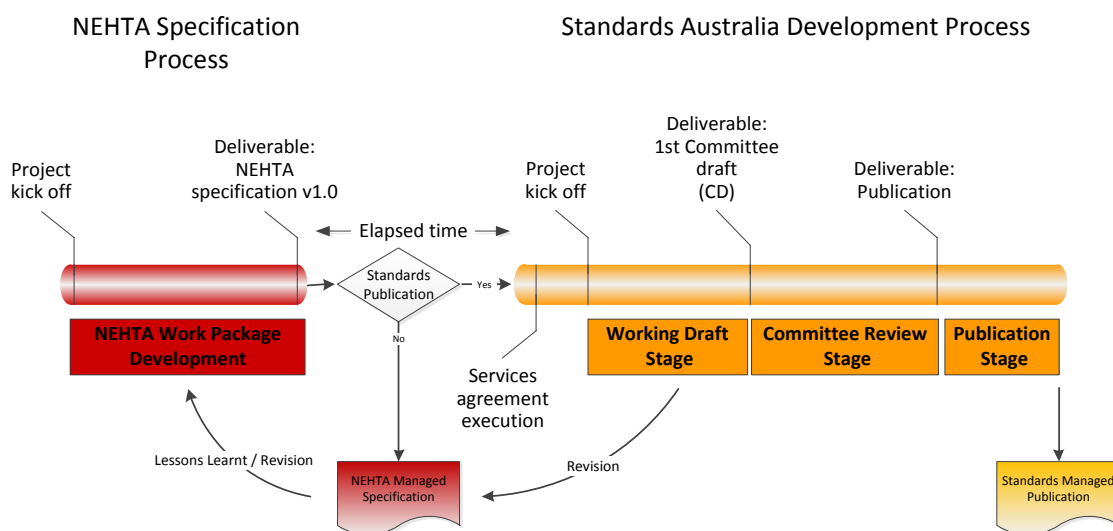 NEHTA Specification
Process
Standards Australia Development Process
Project
kick off
Deliverable:
NEHTA
specification v1.0
Elapsed time
Project
kick off
Deliverable:
1st Committee
draft
(CD)
Deliverable:
Publication
Standards
Publication
Yes
No
NEHTA Work Package
Development
Working Draft
Stage
Committee Review
Stage
Publication
Stage
Services
agreement
execution
Lessons Learnt / Revision
Revision
NEHTA Managed
Specification
Standards Managed
Publication